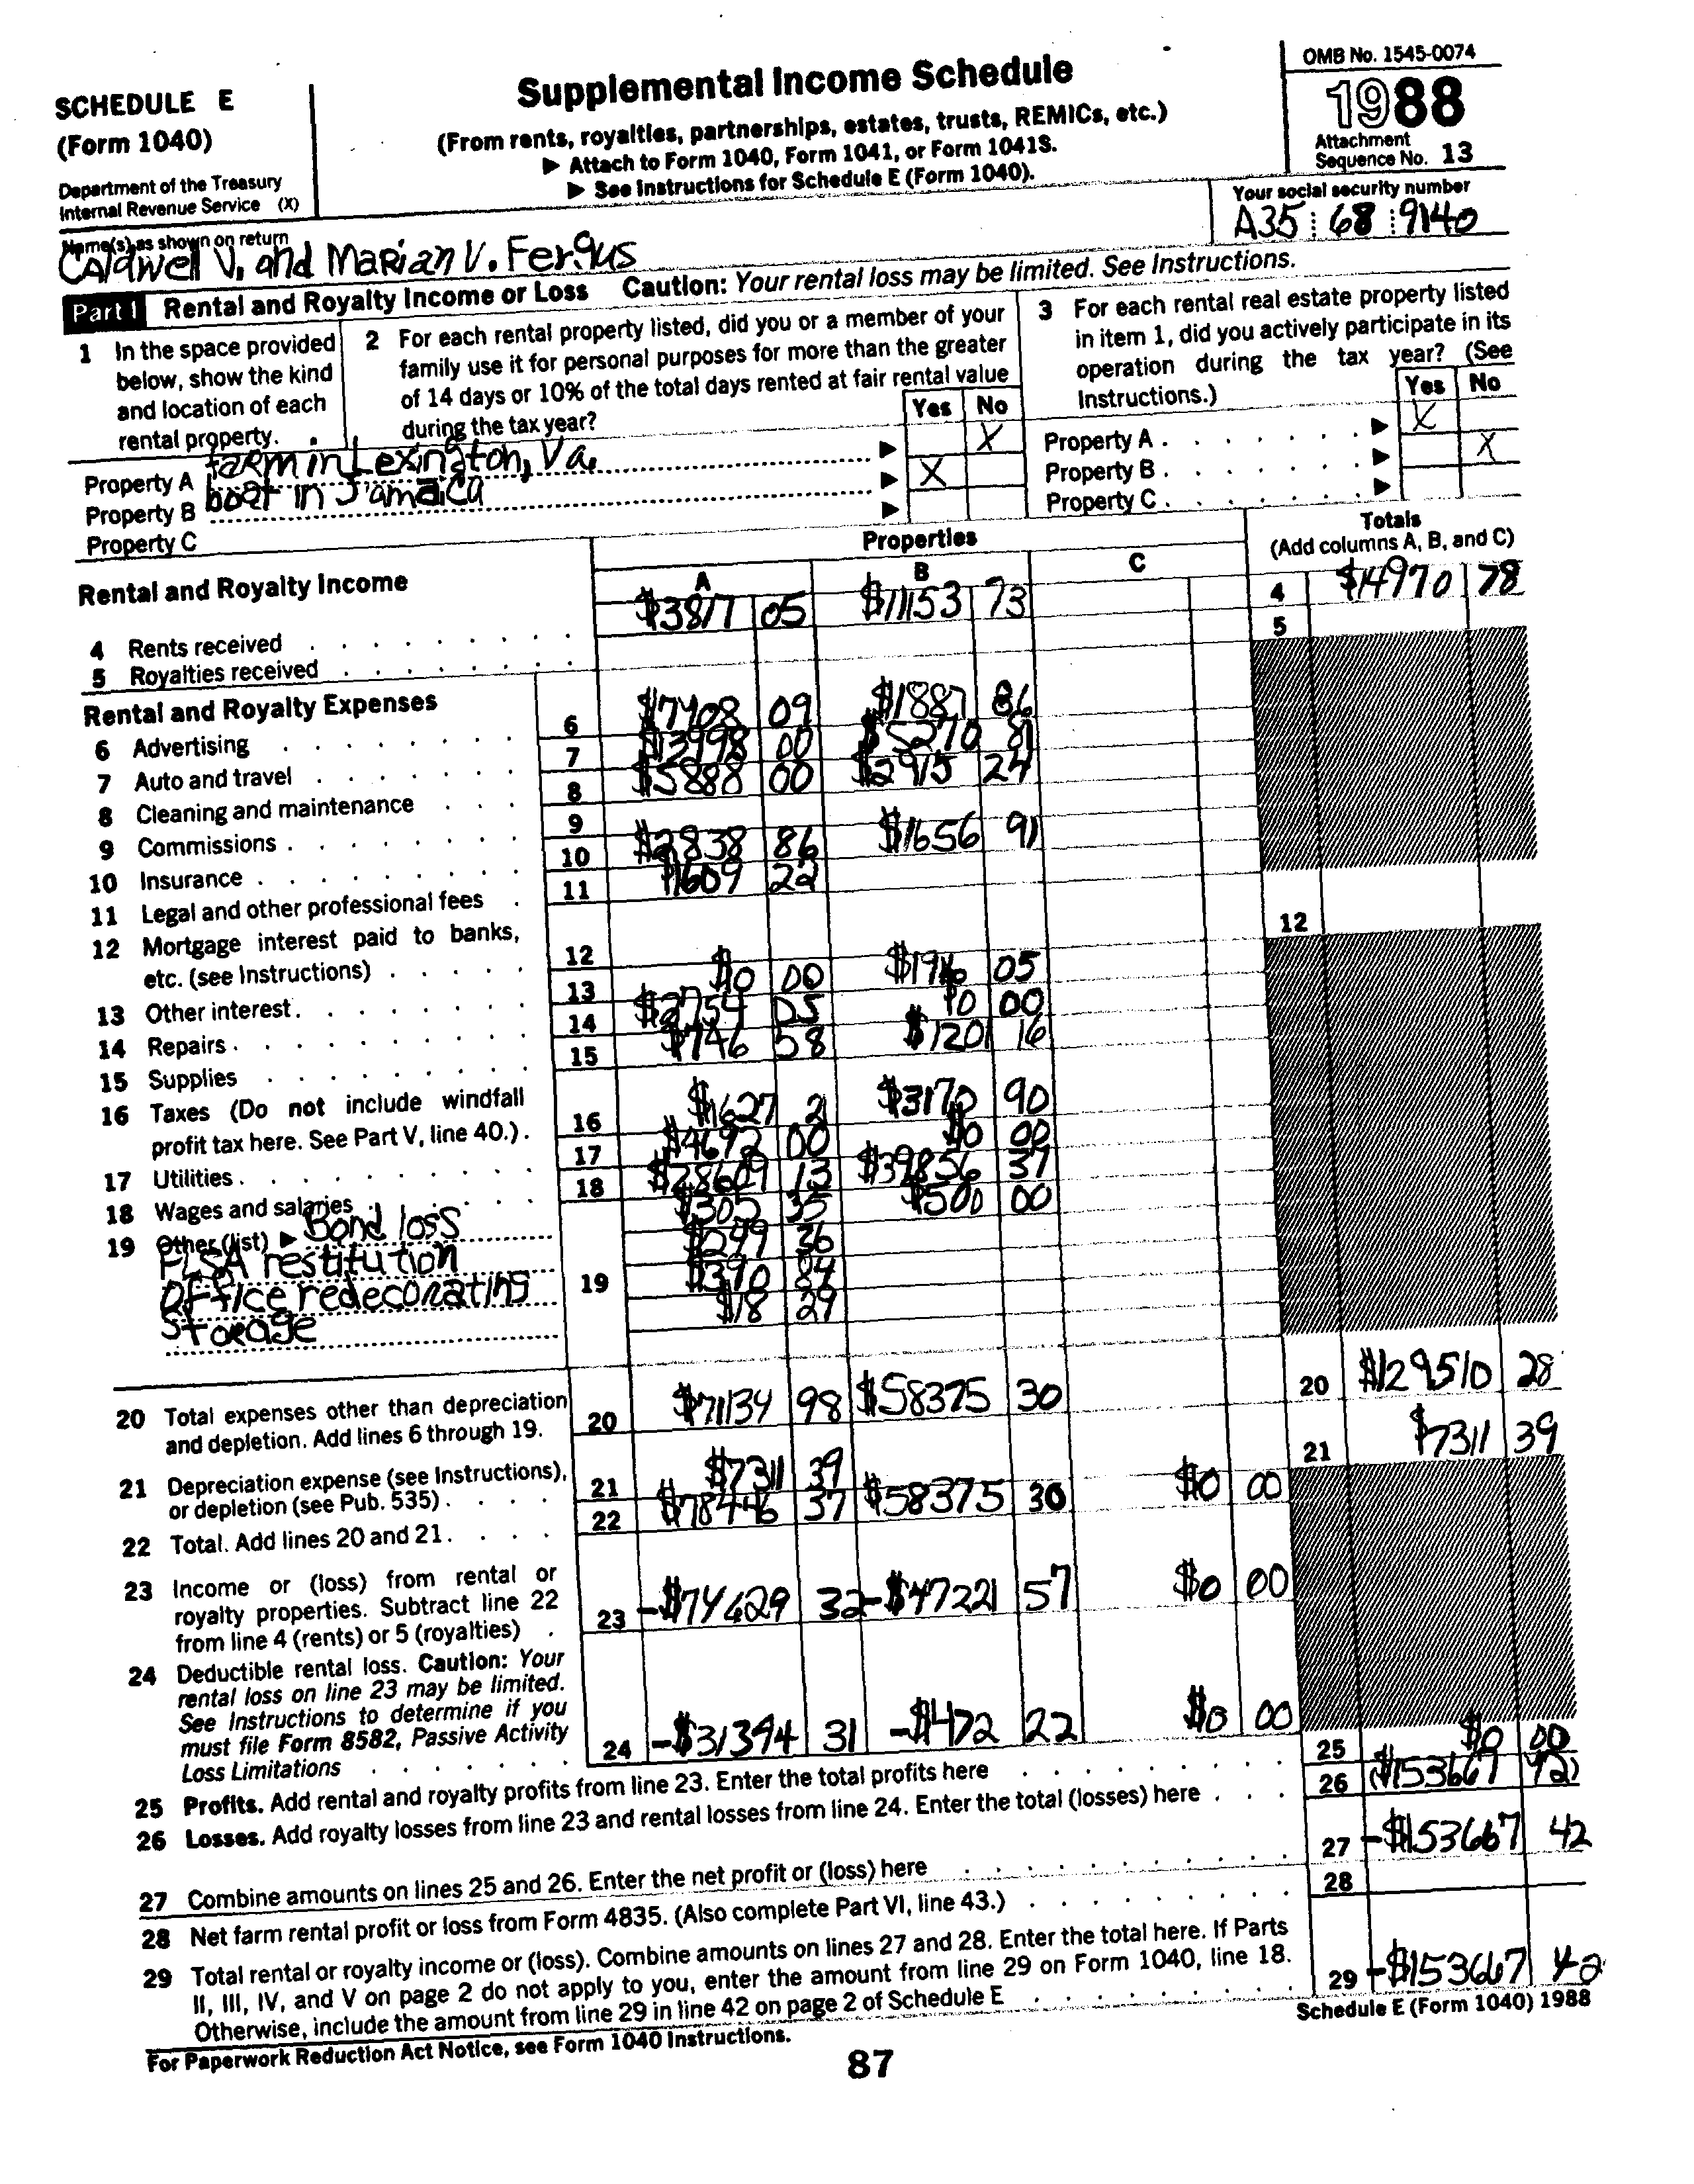 SCHEDULE E
(Form 1040)
Department of the Treasury
Internal Revenue Service (X)
Supplemental Income Schedule
(From rents, royalties, partnerships, estates, trusts, REMICs, etc.)
▶ Attach to Form 1040, Form 1041, or Form 1041S.
▶ See Instructions for Schedule E (Form 1040).
OMB No. 1545-0074
1988
Attachment
Sequence No. 13
Name(s) as shown on return
Caldwell V. and Marian V. Fergus
Your social security number
A35 68 9140
Part I Rental and Royalty Income or Loss Caution: Your rental loss may be limited. See Instructions.
1 In the space provided
below, show the kind
and location of each
rental property.
2 For each rental property listed, did you or a member of your
family use it for personal purposes for more than the greater
of 14 days or 10% of the total days rented at fair rental value
during the tax year?
Yes No
3 For each rental real estate property listed
in item 1, did you actively participate in its
operation during the tax year? (See
Instructions.)
Yes No
Property A farm in Lexington, Va. ▶ X Property A . . . . . . ▶ X
Property B boat in Jamaica ▶ X Property B . . . . . . ▶ X
Property C ▶ Property C . . . . . . ▶
Properties
Totals
(Add columns A, B, and C)
Rental and Royalty Income A B C
4 Rents received $3817 05 $11153 73 4 $14970 78
5 Royalties received 5
Rental and Royalty Expenses
6 Advertising 6 $7408 09 $1887 86
7 Auto and travel 7 $13998 00 $5270 81
8 Cleaning and maintenance 8 $5888 00 $2915 24
9 Commissions 9
10 Insurance 10 $2838 86 $1656 91
11 Legal and other professional fees 11 $1609 22
12 Mortgage interest paid to banks,
etc. (see Instructions) 12 12
13 Other interest 13 $0 00 $1916 05
14 Repairs 14 $2754 05 $0 00
15 Supplies 15 $746 58 $1201 16
16 Taxes (Do not include windfall
profit tax here. See Part V, line 40.) 16 $1627 21 $3170 90
17 Utilities 17 $4692 00 $0 00
18 Wages and salaries 18 $28609 13 $39856 37
19 Other (list) ▶ Bond loss $305 35 $500 00
FLSA restitution $299 36
Office redecorating 19 $390 84
Storage $18 29
20 Total expenses other than depreciation
and depletion. Add lines 6 through 19. 20 $71134 98 $58375 30 20 $129510 28
21 Depreciation expense (see Instructions),
or depletion (see Pub. 535) 21 $7311 39 21 $7311 39
22 Total. Add lines 20 and 21. 22 $78446 37 $58375 30 $0 00
23 Income or (loss) from rental or
royalty properties. Subtract line 22
from line 4 (rents) or 5 (royalties) 23 -$74629 32 -$47221 57 $0 00
24 Deductible rental loss. Caution: Your
rental loss on line 23 may be limited.
See Instructions to determine if you
must file Form 8582, Passive Activity
Loss Limitations 24 -$31394 31 -$472 22 $0 00
25 Profits. Add rental and royalty profits from line 23. Enter the total profits here 25 $0 00
26 Losses. Add royalty losses from line 23 and rental losses from line 24. Enter the total (losses) here 26 ($153667 42)
27 Combine amounts on lines 25 and 26. Enter the net profit or (loss) here 27 -$153667 42
28 Net farm rental profit or loss from Form 4835. (Also complete Part VI, line 43.) 28
29 Total rental or royalty income or (loss). Combine amounts on lines 27 and 28. Enter the total here. If Parts
II, III, IV, and V on page 2 do not apply to you, enter the amount from line 29 on Form 1040, line 18.
Otherwise, include the amount from line 29 in line 42 on page 2 of Schedule E 29 -$153667 42
For Paperwork Reduction Act Notice, see Form 1040 Instructions.
Schedule E (Form 1040) 1988
87